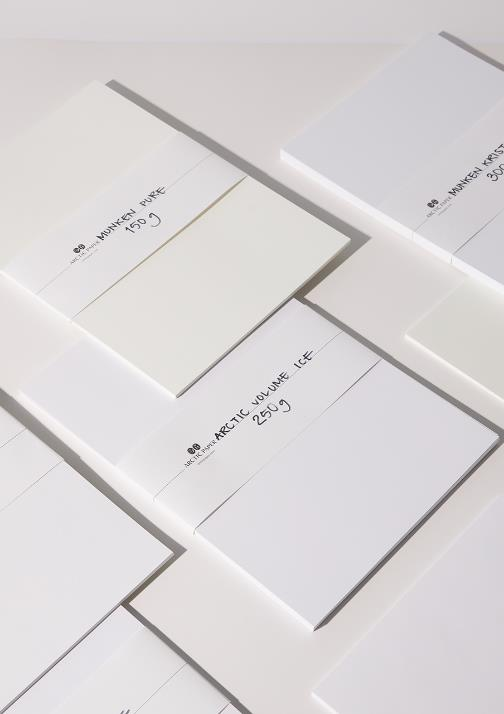 MUNKEN PURE
150 g
ARCTIC PAPER
MUNKEN KRIST
300
ARCTIC PAPER
ARCTIC VOLUME ICE
250 g
ARCTIC PAPER